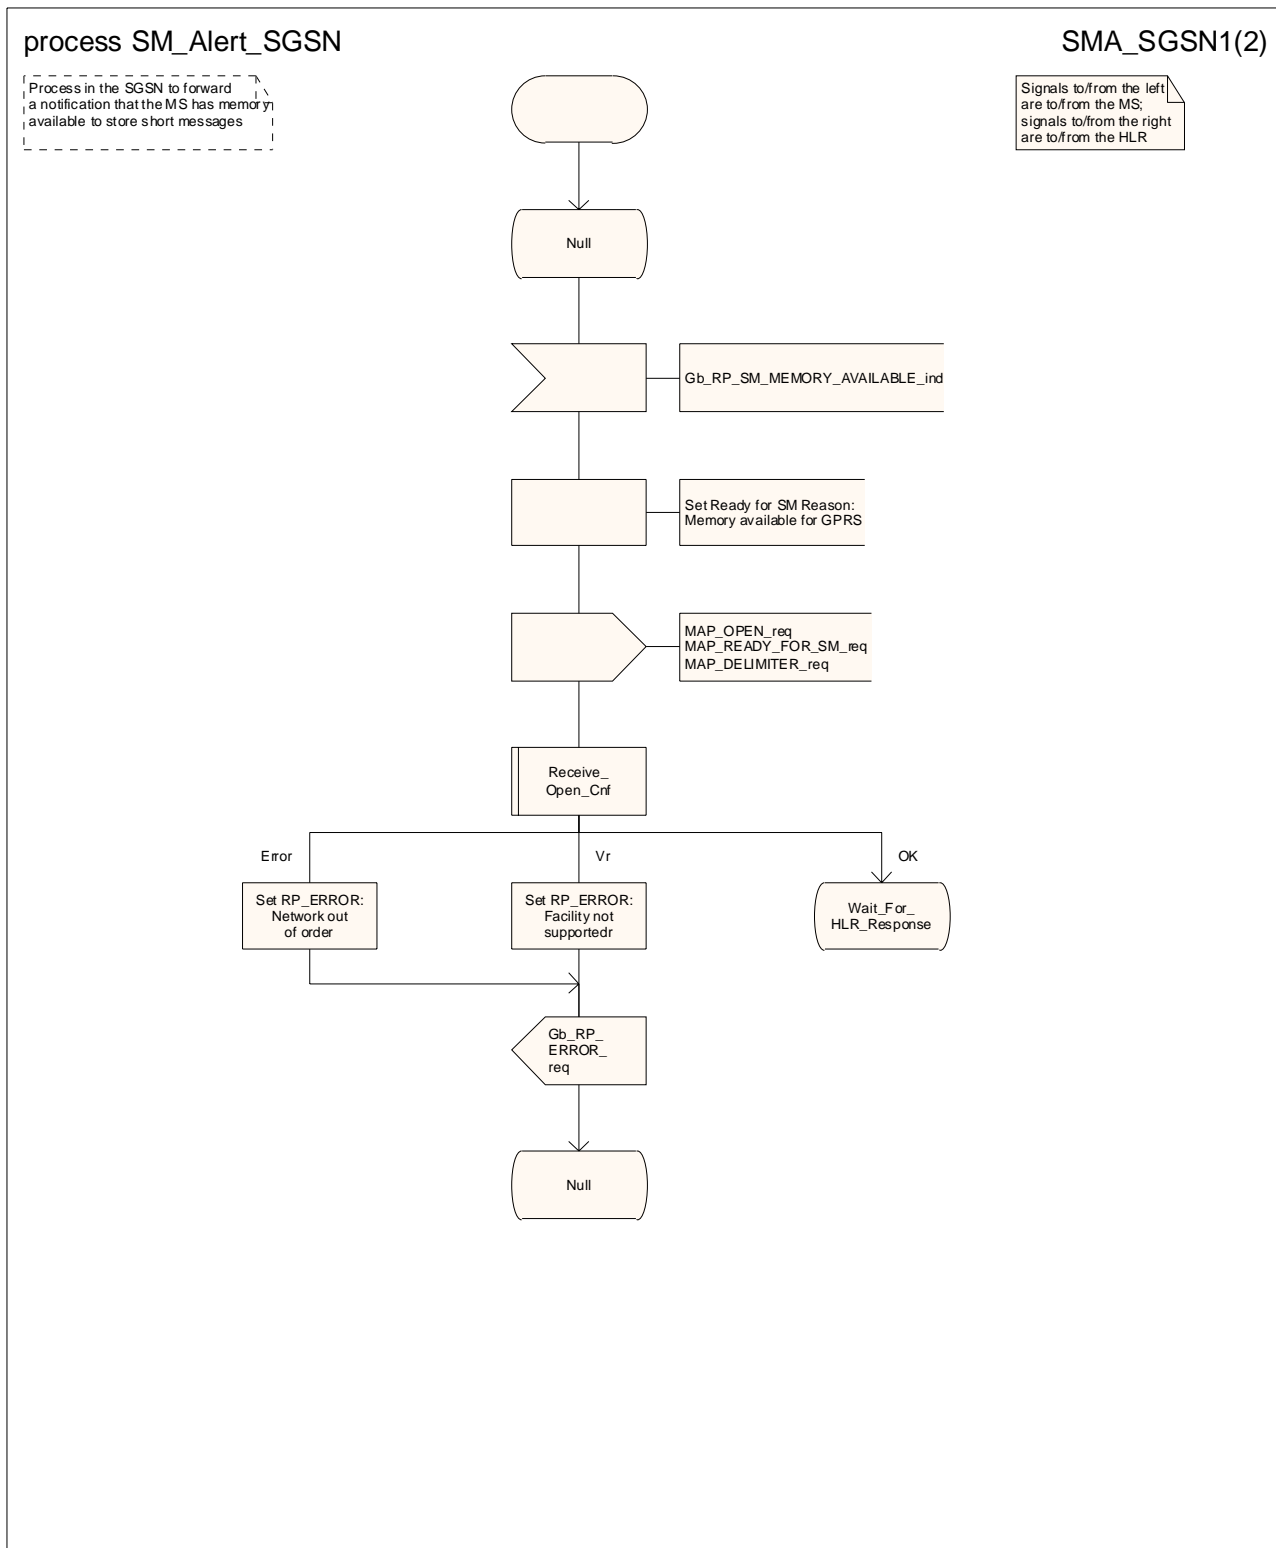 process SM_Alert_SGSN
SMA_SGSN1(2)
Process in the SGSN to forward
a notification that the MS has memory
available to store short messages
Signals to/from the left
are to/from the MS;
signals to/from the right
are to/from the HLR
Null
Gb_RP_SM_MEMORY_AVAILABLE_ind
Set Ready for SM Reason:
Memory available for GPRS
MAP_OPEN_req
MAP_READY_FOR_SM_req
MAP_DELIMITER_req
Receive_
Open_Cnf
Error
Vr
OK
Set RP_ERROR:
Network out
of order
Set RP_ERROR:
Facility not
supportedr
Wait_For_
HLR_Response
Gb_RP_
ERROR_
req
Null